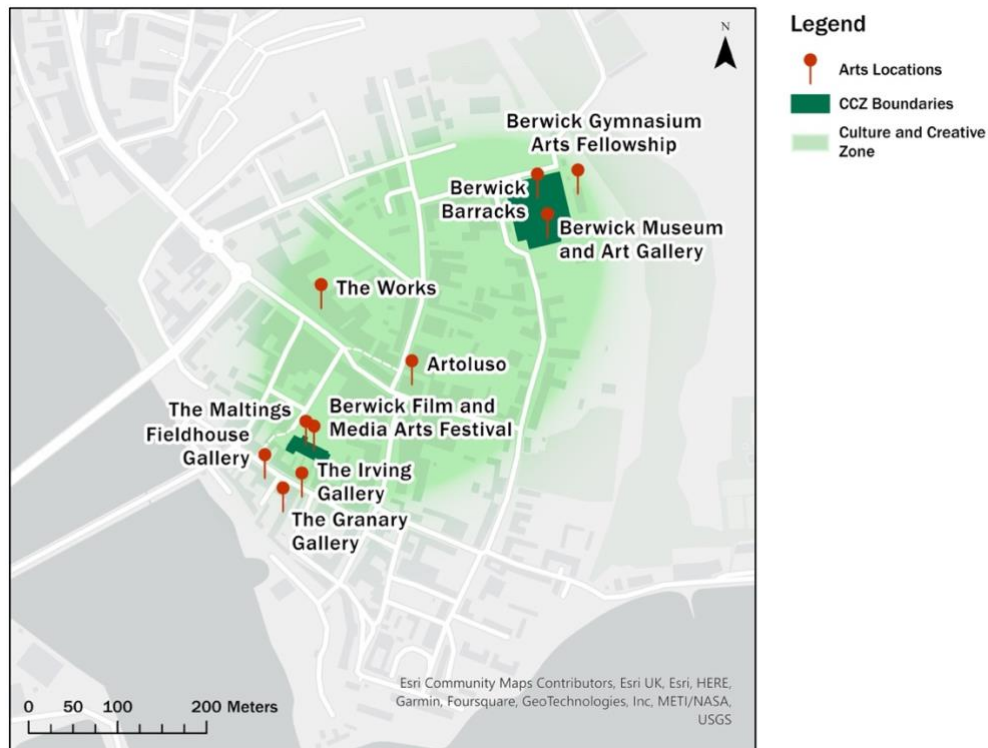 N
Berwick Gymnasium
Arts Fellowship
Berwick
Barracks
Berwick Museum
and Art Gallery
The Works
Artoluso
The Maltings
Berwick Film and
Media Arts Festival
Fieldhouse
Gallery
The Irving
Gallery
The Granary
Gallery
Esri Community Maps Contributors, Esri UK, Esri, HERE,
Garmin, Foursquare, GeoTechnologies, Inc, METI/NASA,
USGS
0 50 100 200 Meters
Legend
Arts Locations
CCZ Boundaries
Culture and Creative
Zone